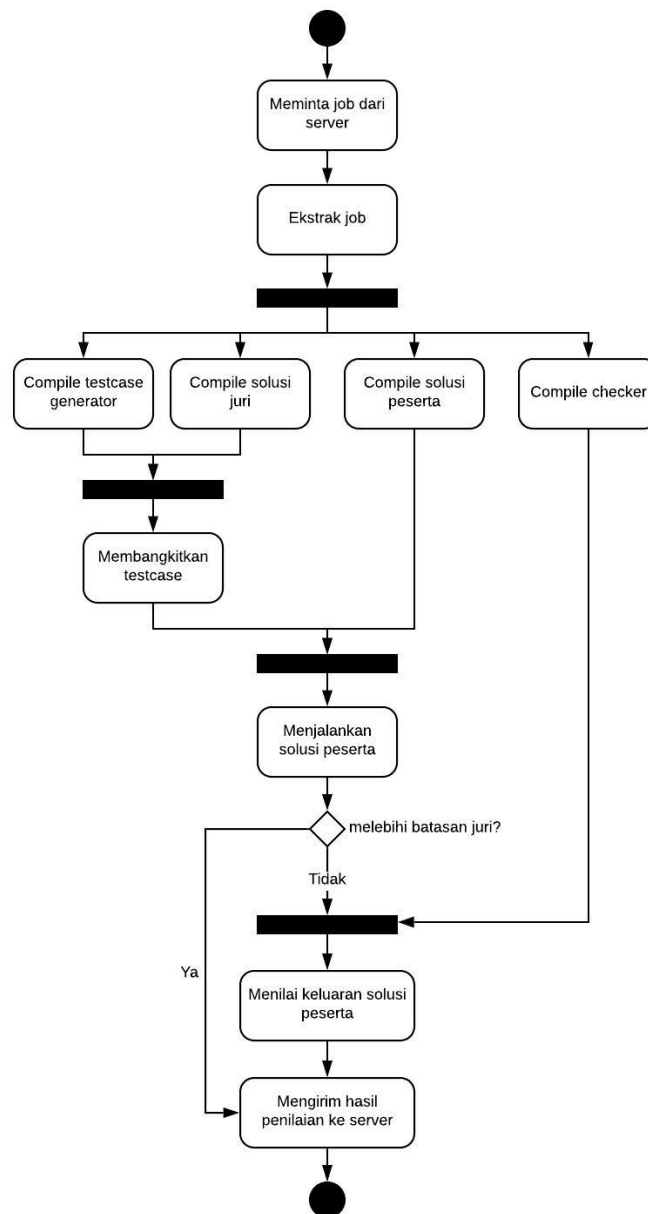 Meminta job dari
server
Ekstrak job
Compile testcase
generator
Compile solusi
juri
Compile solusi
peserta
Compile checker
Membangkitkan
testcase
Menjalankan
solusi peserta
melebihi batasan juri?
Tidak
Ya
Menilai keluaran solusi
peserta
Mengirim hasil
penilaian ke server